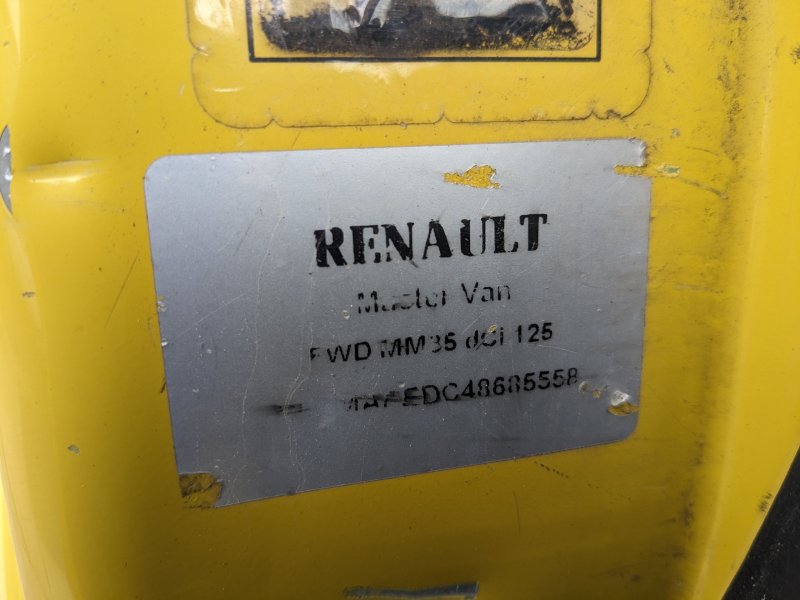 RENAULT
Master Van
FWD MM35 dCi 125